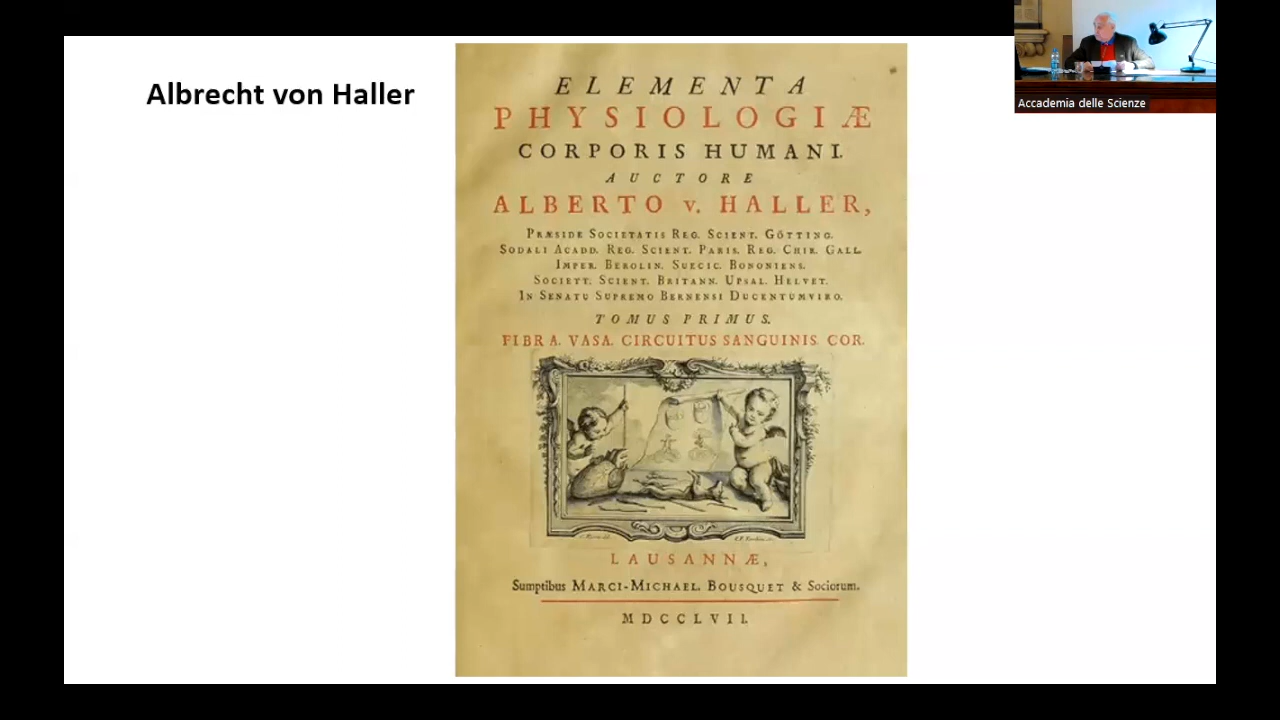 Albrecht von Haller
ELEMENTA
PHYSIOLOGIÆ
CORPORIS HUMANI.
AUCTORE
ALBERTO v. HALLER,
PRÆSIDE SOCIETATIS REG. SCIENT. GÖTTING.
SODALI ACADD. REG. SCIENT. PARIS. REG. CHIR. GALL.
IMPER. BEROLIN. SUECIC. BONONIENS.
SOCIETT. SCIENT. BRITANN. UPSAL. HELVET.
IN SENATU SUPREMO BERNENSI DUCENTUMVIRO.
TOMUS PRIMUS.
FIBRA. VASA. CIRCUITUS SANGUINIS. COR.
LAUSANNÆ,
Sumptibus MARCI-MICHAEL. BOUSQUET & Sociorum.
MDCCLVII.
Accademia delle Scienze